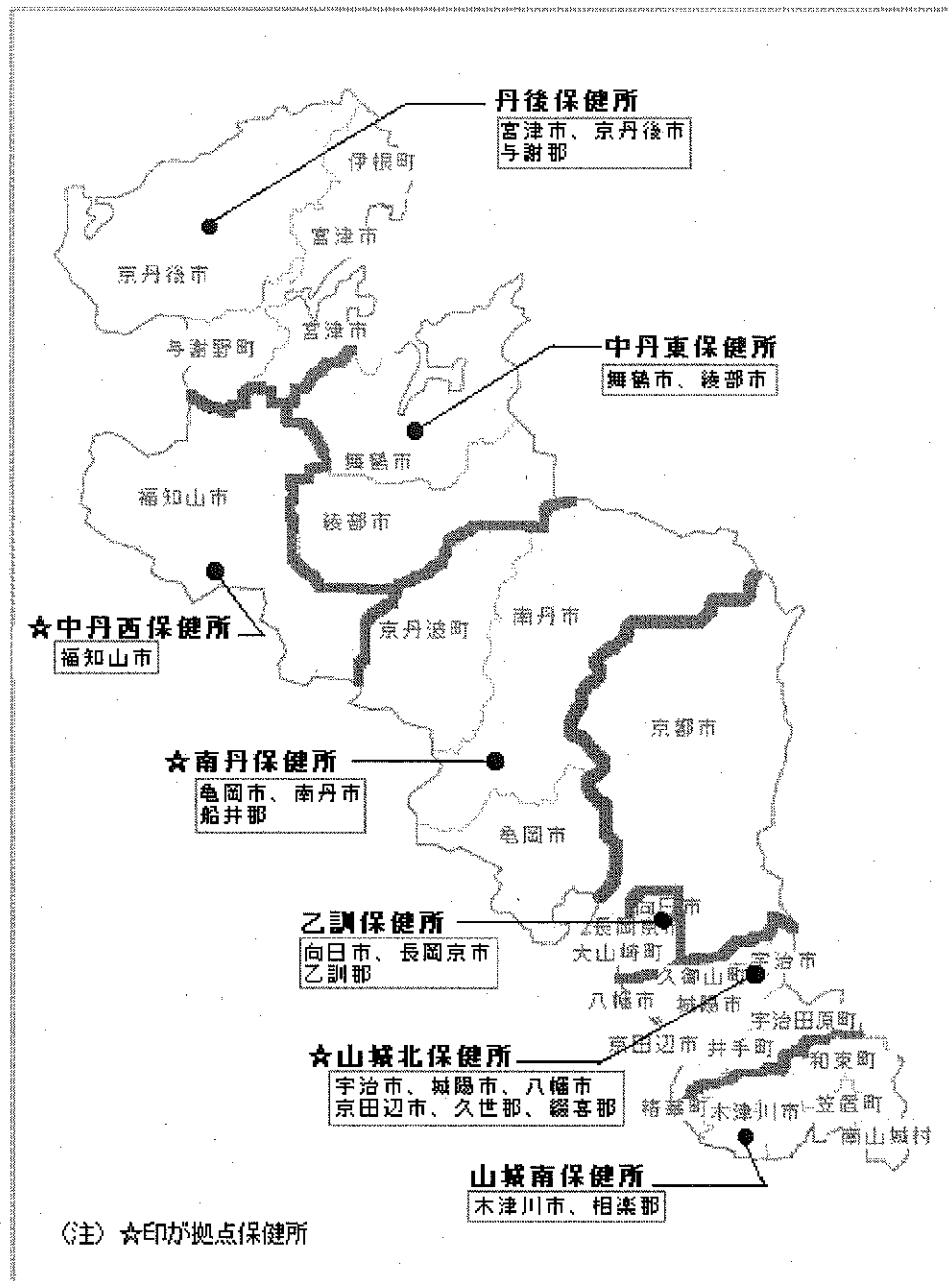 丹後保健所
宮津市、京丹後市
与謝郡
伊根町
宮津市
京丹後市
宮津市
与謝野町
中丹東保健所
舞鶴市、綾部市
舞鶴市
福知山市
綾部市
南丹市
☆中丹西保健所
京丹波町
福知山市
京都市
☆南丹保健所
亀岡市、南丹市
船井郡
亀岡市
向日市
乙訓保健所
長岡京市
向日市、長岡京市
乙訓郡
大山崎町
宇治市
久御山町
八幡市
城陽市
宇治田原町
京田辺市
井手町
☆山城北保健所
和束町
宇治市、城陽市、八幡市
京田辺市、久世郡、綴喜郡
精華町
木津川市
笠置町
南山城村
山城南保健所
木津川市、相楽郡
(注) ☆印が拠点保健所